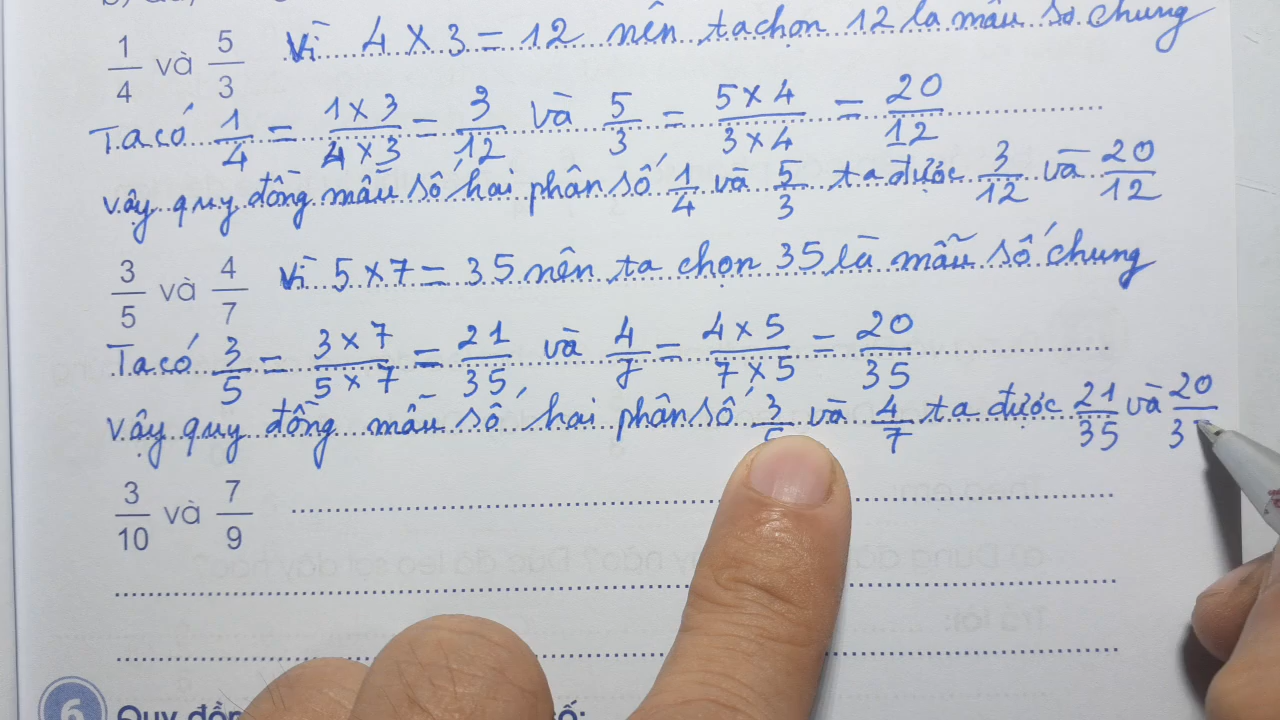 1/4 và 5/3 Vì 4 × 3 = 12 nên ta chọn 12 là mẫu số chung
Ta có 1/4 = 1 × 3 / 4 × 3 = 3/12 và 5/3 = 5 × 4 / 3 × 4 = 20/12
Vậy quy đồng mẫu số hai phân số 1/4 và 5/3 ta được 3/12 và 20/12
3/5 và 4/7 Vì 5 × 7 = 35 nên ta chọn 35 là mẫu số chung
Ta có 3/5 = 3 × 7 / 5 × 7 = 21/35 và 4/7 = 4 × 5 / 7 × 5 = 20/35
Vậy quy đồng mẫu số hai phân số 3/5 và 4/7 ta được 21/35 và 20/35
3/10 và 7/9
6 Quy đồn số: